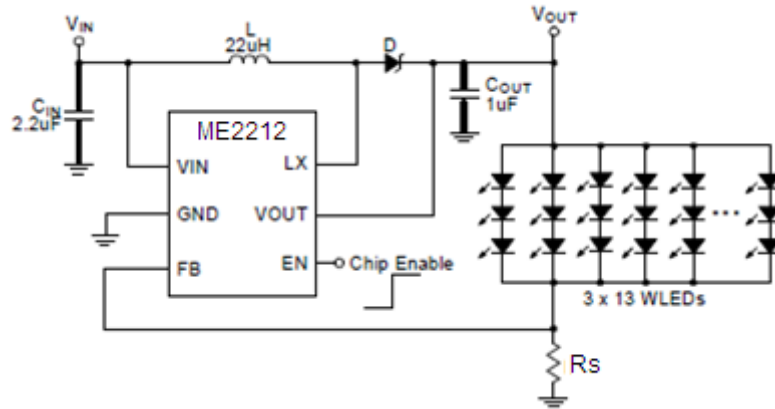 VIN
L
22uH
D
VOUT
CIN
2.2uF
COUT
1uF
ME2212
VIN
LX
GND
VOUT
FB
EN
Chip Enable
...
3 x 13 WLEDs
Rs